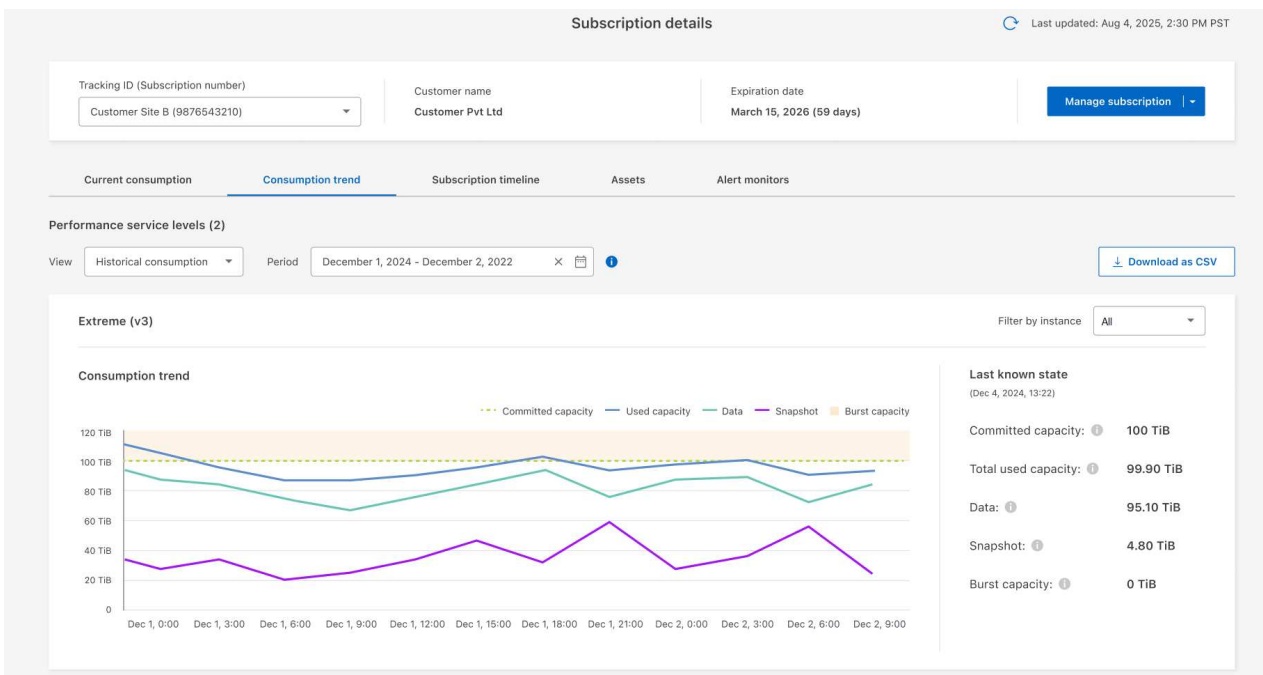 Subscription details
Last updated: Aug 4, 2025, 2:30 PM PST
Tracking ID (Subscription number)
Customer Site B (9876543210)
Customer name
Customer Pvt Ltd
Expiration date
March 15, 2026 (59 days)
Manage subscription
Current consumption
Consumption trend
Subscription timeline
Assets
Alert monitors
Performance service levels (2)
View
Historical consumption
Period
December 1, 2024 - December 2, 2022
Download as CSV
Extreme (v3)
Filter by instance
All
Consumption trend
Committed capacity
Used capacity
Data
Snapshot
Burst capacity
120 TiB
100 TiB
80 TiB
60 TiB
40 TiB
20 TiB
0
Dec 1, 0:00
Dec 1, 3:00
Dec 1, 6:00
Dec 1, 9:00
Dec 1, 12:00
Dec 1, 15:00
Dec 1, 18:00
Dec 1, 21:00
Dec 2, 0:00
Dec 2, 3:00
Dec 2, 6:00
Dec 2, 9:00
Last known state
(Dec 4, 2024, 13:22)
Committed capacity: 100 TiB
Total used capacity: 99.90 TiB
Data: 95.10 TiB
Snapshot: 4.80 TiB
Burst capacity: 0 TiB